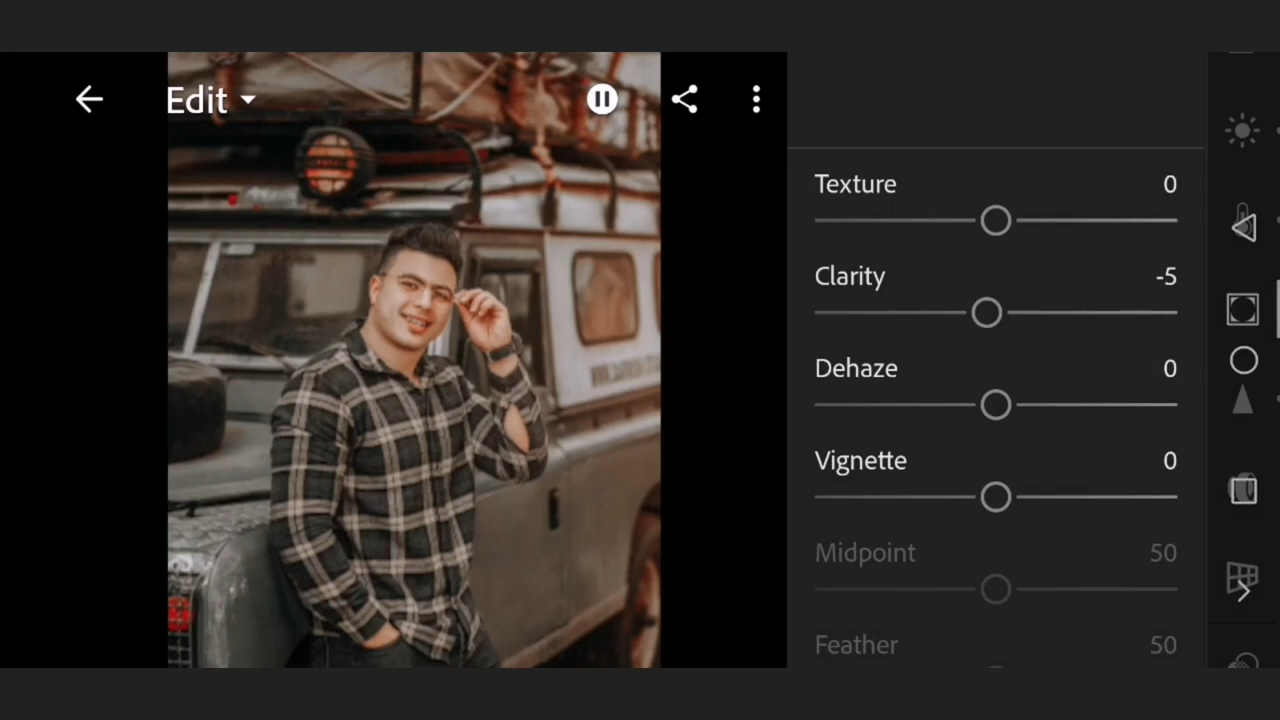 Edit
Texture 0
Clarity -5
Dehaze 0
Vignette 0
Midpoint 50
Feather 50